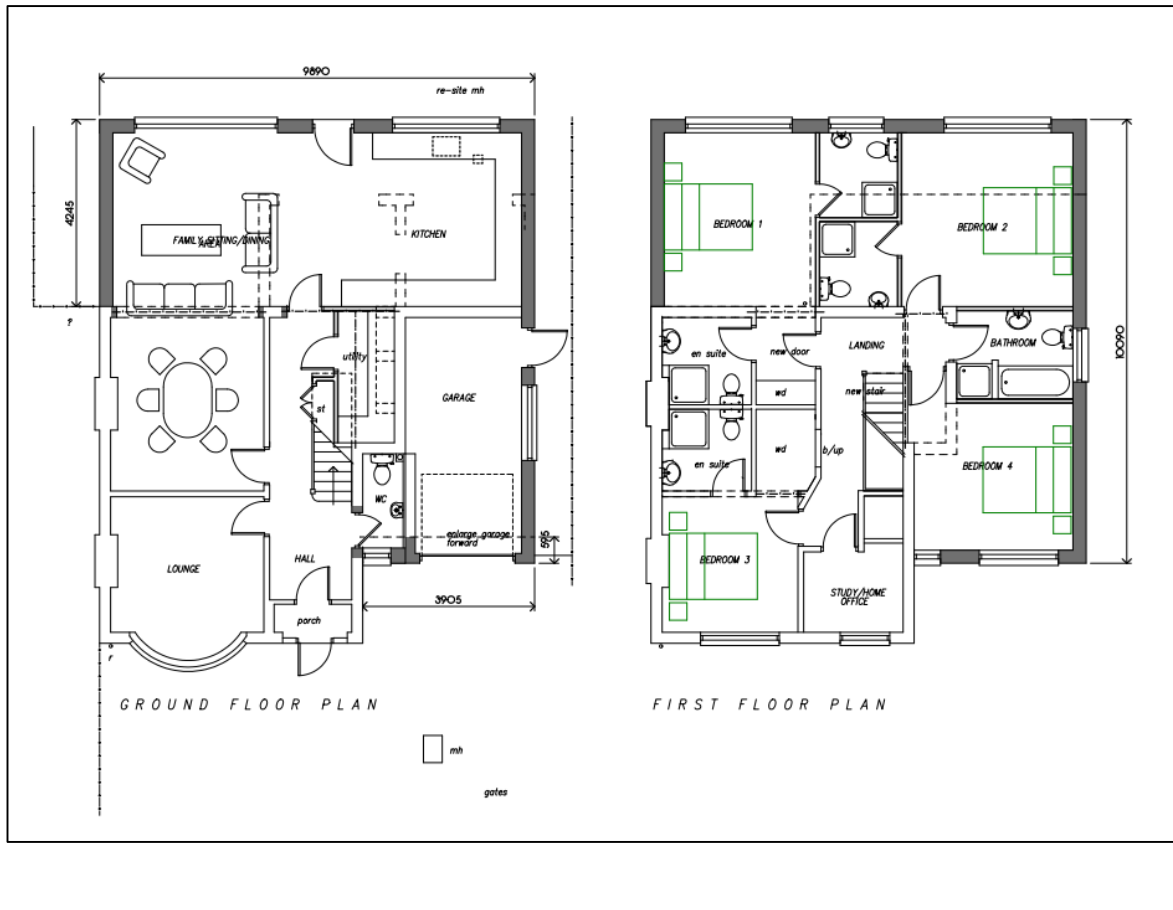 9890
re-site mh
4245
FAMILY SITTING/DINING
AREA
KITCHEN
?
utility
st
GARAGE
WC
enlarge garage
forward
595
HALL
LOUNGE
3905
porch
r
GROUND FLOOR PLAN
mh
gates
BEDROOM 1
BEDROOM 2
10090
en suite
new door
LANDING
BATHROOM
wd
new stair
wd
b/up
en suite
BEDROOM 4
BEDROOM 3
STUDY/HOME
OFFICE
FIRST FLOOR PLAN